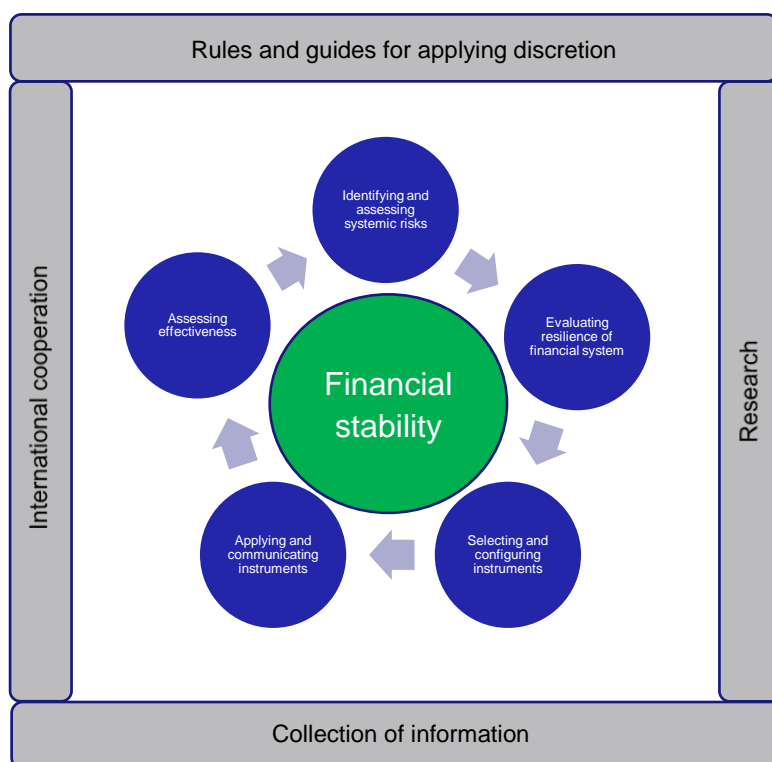 Rules and guides for applying discretion
International cooperation
Identifying and
assessing
systemic risks
Assessing
effectiveness
Evaluating
resilience of
financial system
Financial
stability
Applying and
communicating
instruments
Selecting and
configuring
instruments
Research
Collection of information